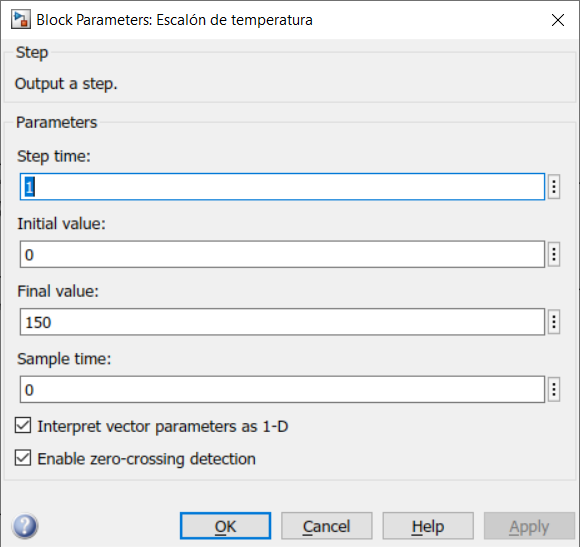 Block Parameters: Escalón de temperatura
Step
Output a step.
Parameters
Step time:
1
Initial value:
0
Final value:
150
Sample time:
0
Interpret vector parameters as 1-D
Enable zero-crossing detection
? OK Cancel Help Apply